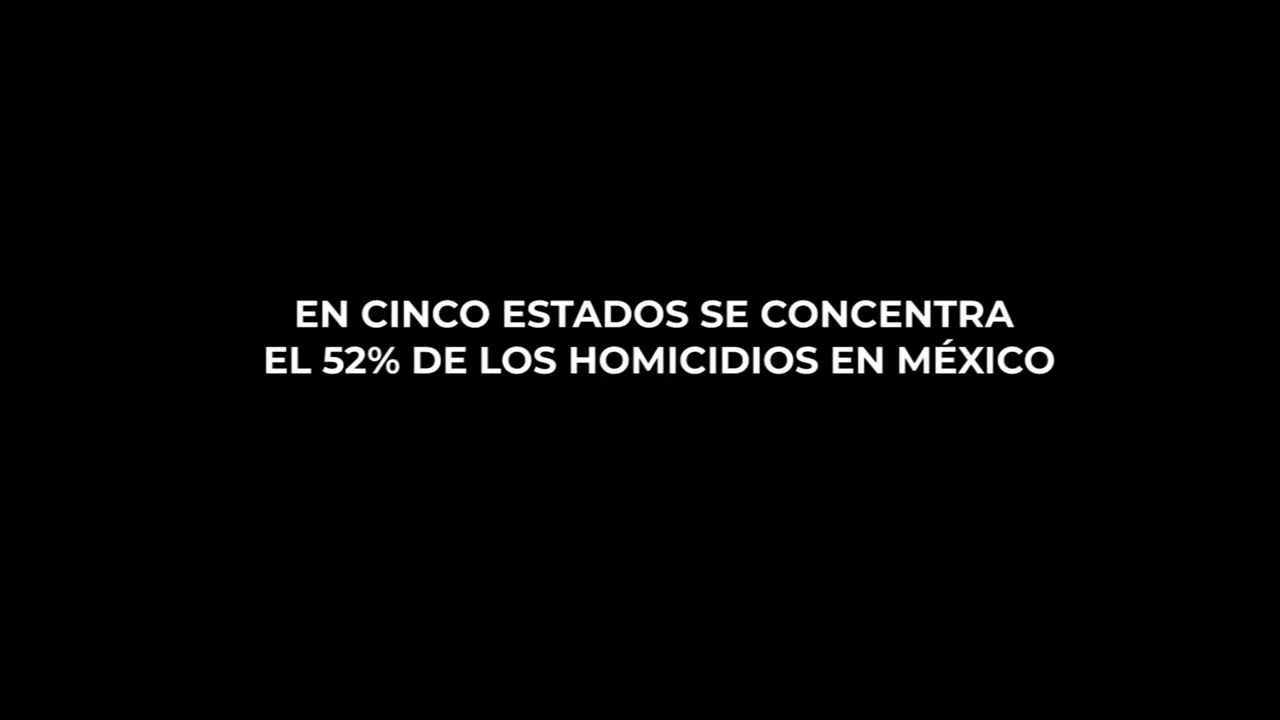 EN CINCO ESTADOS SE CONCENTRA
EL 52% DE LOS HOMICIDIOS EN MÉXICO